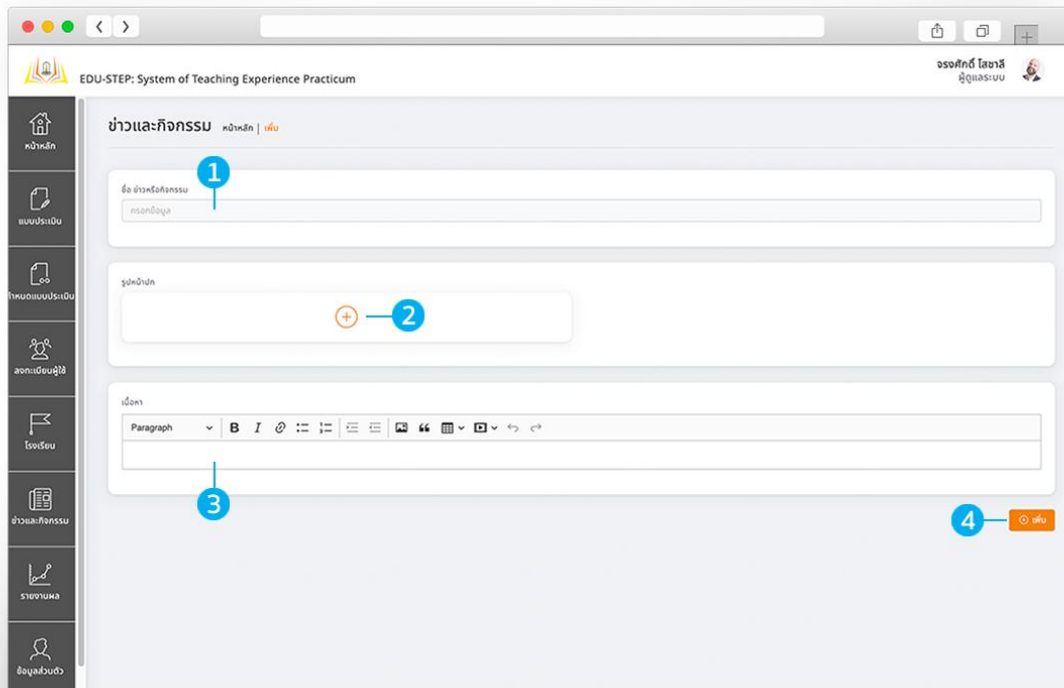 EDU-STEP: System of Teaching Experience Practicum
จรงศักดิ์ โสชาลี
ผู้ดูแลระบบ
หน้าหลัก
แบบประเมิน
กำหนดแบบประเมิน
ลงทะเบียนผู้ใช้
โรงเรียน
ข่าวและกิจกรรม
รายงานผล
ข้อมูลส่วนตัว
ข่าวและกิจกรรม หน้าหลัก | เพิ่ม
1
ชื่อ ข่าวหรือกิจกรรม
กรอกข้อมูล
รูปหน้าปก
2
เนื้อหา
Paragraph B I
3
4 เพิ่ม